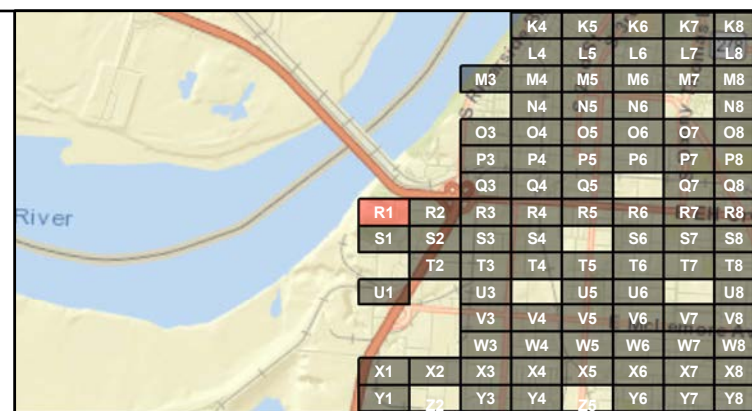 K4 K5 K6 K7 K8
L4 L5 L6 L7 L8
M3 M4 M5 M6 M7 M8
N4 N5 N6 N8
O3 O4 O5 O6 O7 O8
P3 P4 P5 P6 P7 P8
Q3 Q4 Q5 Q7 Q8
River
R1 R2 R3 R4 R5 R6 R7 R8
S1 S2 S3 S4 S6 S7 S8
T2 T3 T4 T5 T6 T7 T8
U1 U3 U5 U6 U8
V3 V4 V5 V6 V7 V8
W3 W4 W5 W6 W7 W8
X1 X2 X3 X4 X5 X6 X7 X8
Y1 Y3 Y4 Y6 Y7 Y8
Z2 Z5